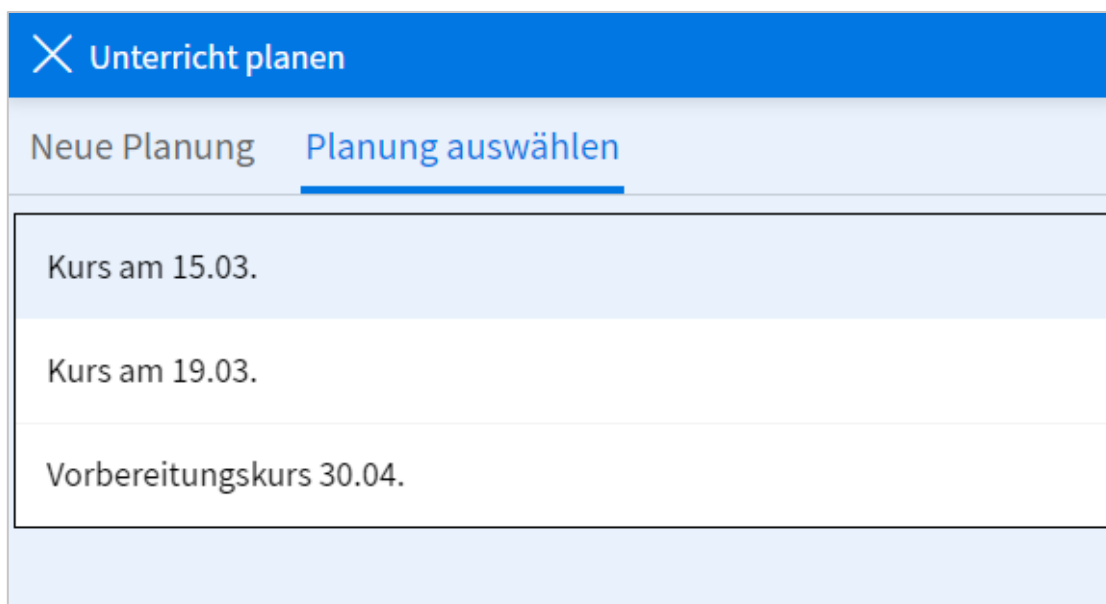 Unterricht planen
Neue Planung Planung auswählen
Kurs am 15.03.
Kurs am 19.03.
Vorbereitungskurs 30.04.